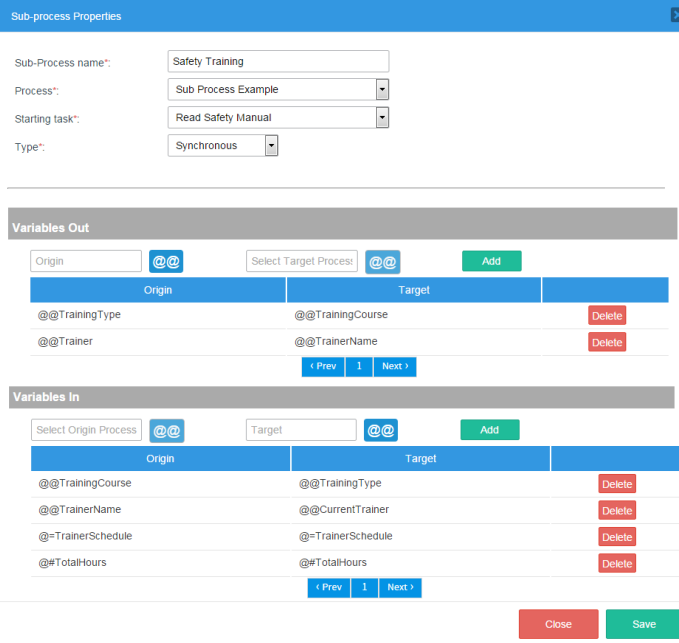 Sub-process Properties
Sub-Process name*: Safety Training
Process*: Sub Process Example
Starting task*: Read Safety Manual
Type*: Synchronous
Variables Out
Origin @@ Select Target Process @@ Add
Origin Target
@@TrainingType @@TrainingCourse Delete
@@Trainer @@TrainerName Delete
‹ Prev 1 Next ›
Variables In
Select Origin Process @@ Target @@ Add
Origin Target
@@TrainingCourse @@TrainingType Delete
@@TrainerName @@CurrentTrainer Delete
@=TrainerSchedule @=TrainerSchedule Delete
@#TotalHours @#TotalHours Delete
‹ Prev 1 Next ›
Close Save